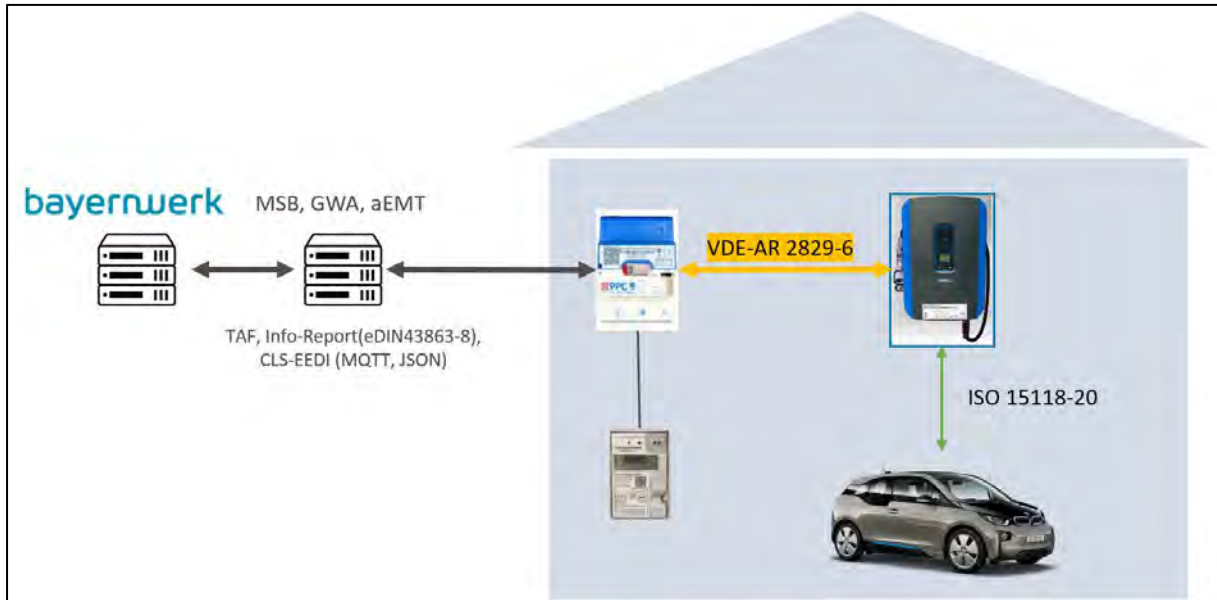 bayernwerk
MSB, GWA, aEMT
TAF, Info-Report(eDIN43863-8),
CLS-EEDI (MQTT, JSON)
PPC
VDE-AR 2829-6
ISO 15118-20